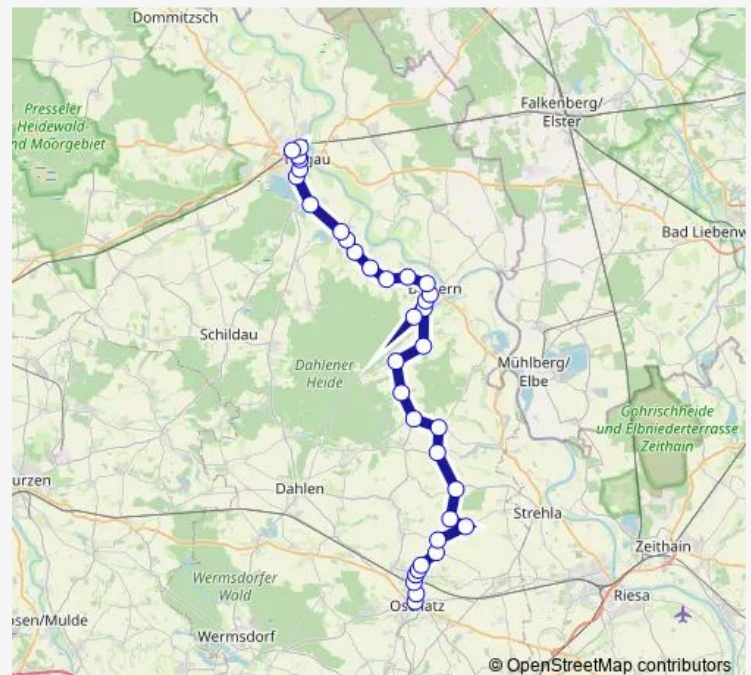 Dommitzsch
Presseler
Heidewald-
nd Moorgebiet
Falkenberg/
Elster
Bad Liebenw
Schildau
Dahlener
Heide
Mühlberg/
Elbe
Gohrischheide
und Elbniederterrasse
Zeithain
urzen
Dahlen
Strehla
Zeithain
Wermsdorfer
Wald
Riesa
osen/Mulde
Wermsdorf
© OpenStreetMap contributors